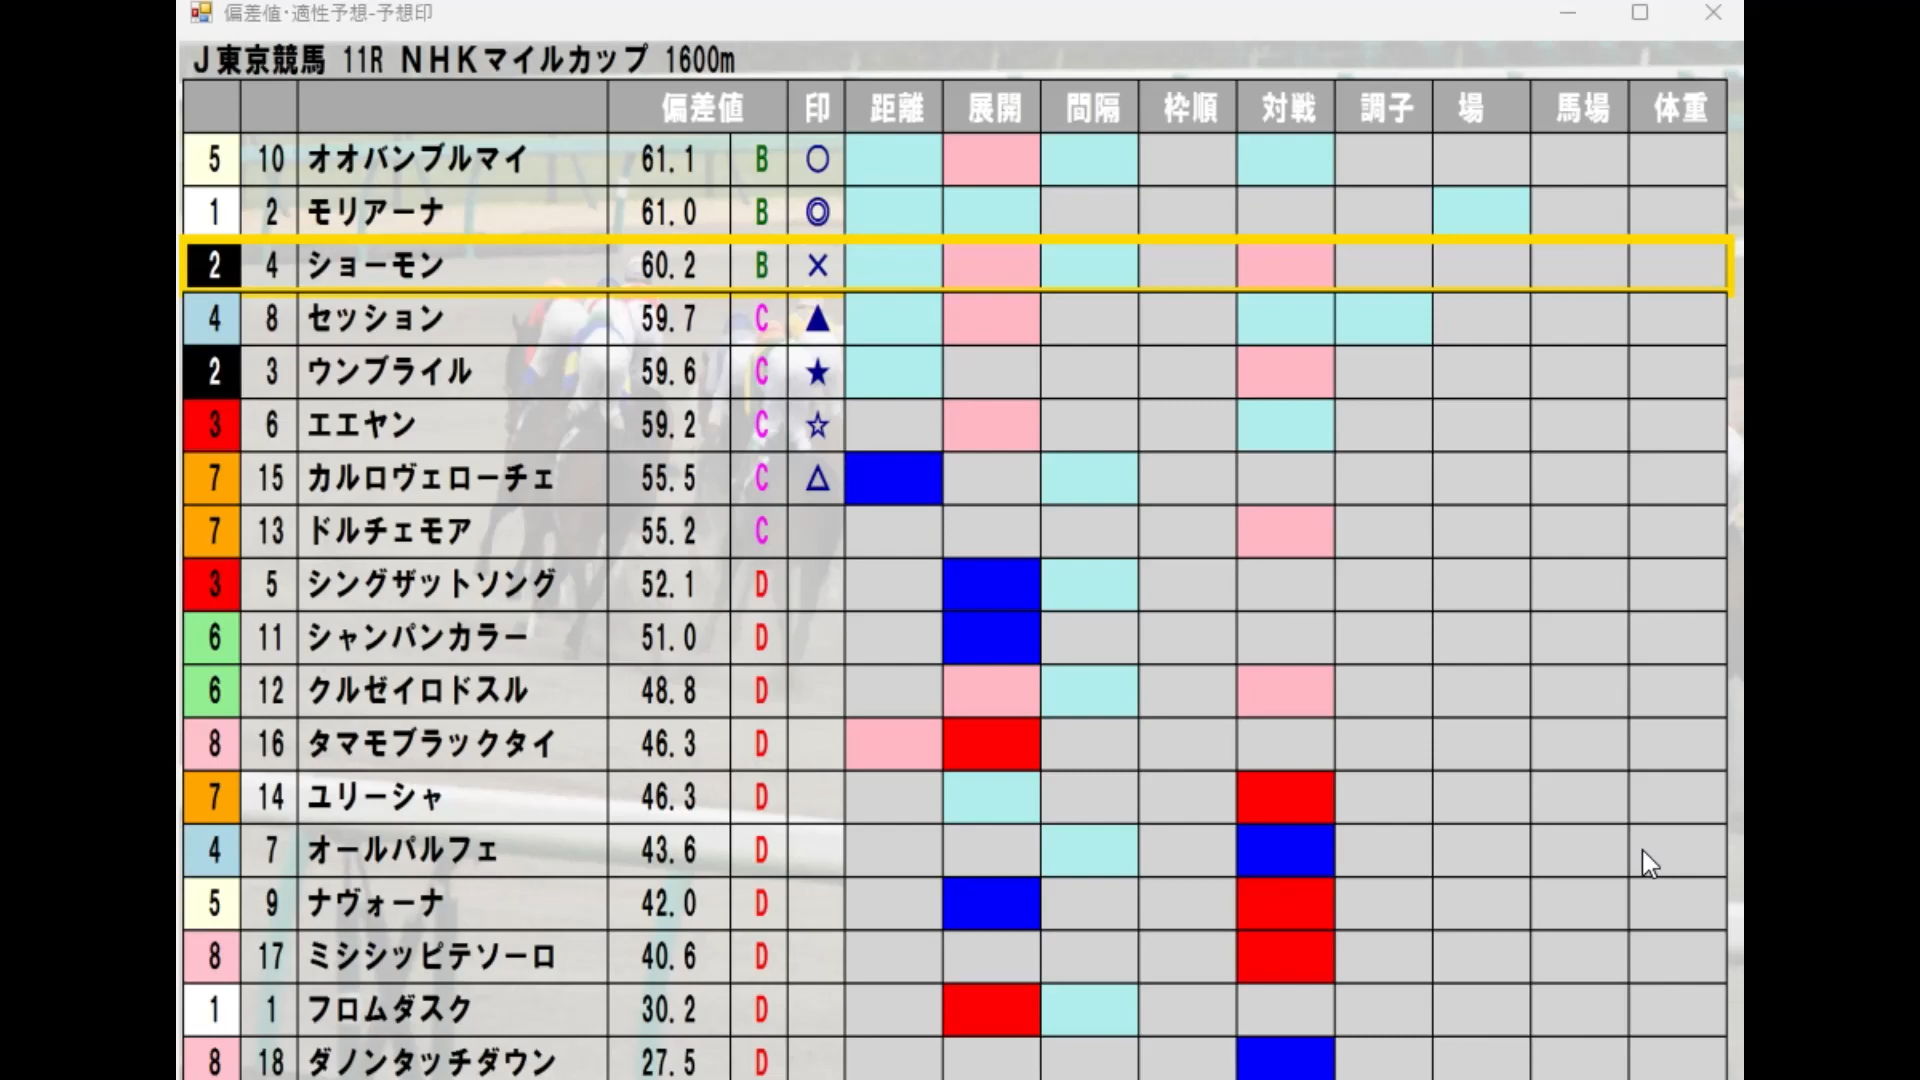 偏差値・適性予想-予想印
J東京競馬 11R NHKマイルカップ 1600m
偏差値 印 距離 展開 間隔 枠順 対戦 調子 場 馬場 体重
5 10 オオバンブルマイ 61.1 B ○
1 2 モリアーナ 61.0 B ◎
2 4 ショーモン 60.2 B ×
4 8 セッション 59.7 C ▲
2 3 ウンブライル 59.6 C ★
3 6 エエヤン 59.2 C ☆
7 15 カルロヴェローチェ 55.5 C △
7 13 ドルチェモア 55.2 C
3 5 シングザットソング 52.1 D
6 11 シャンパンカラー 51.0 D
6 12 クルゼイロドスル 48.8 D
8 16 タマモブラックタイ 46.3 D
7 14 ユリーシャ 46.3 D
4 7 オールパルフェ 43.6 D
5 9 ナヴォーナ 42.0 D
8 17 ミシシッピテソーロ 40.6 D
1 1 フロムダスク 30.2 D
8 18 ダノンタッチダウン 27.5 D